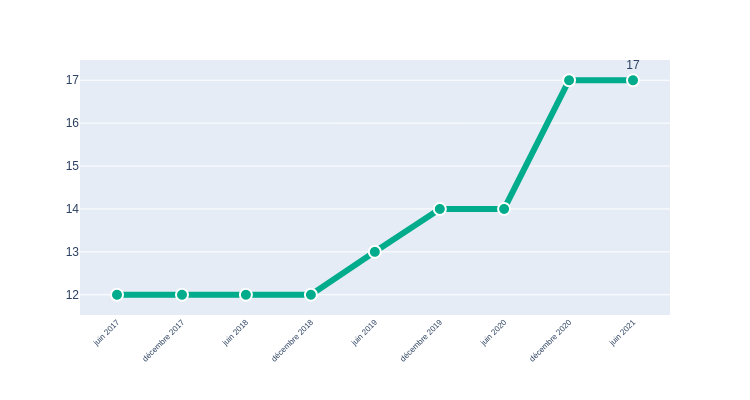 17
17
16
15
14
13
12
juin 2017
décembre 2017
juin 2018
décembre 2018
juin 2019
décembre 2019
juin 2020
décembre 2020
juin 2021